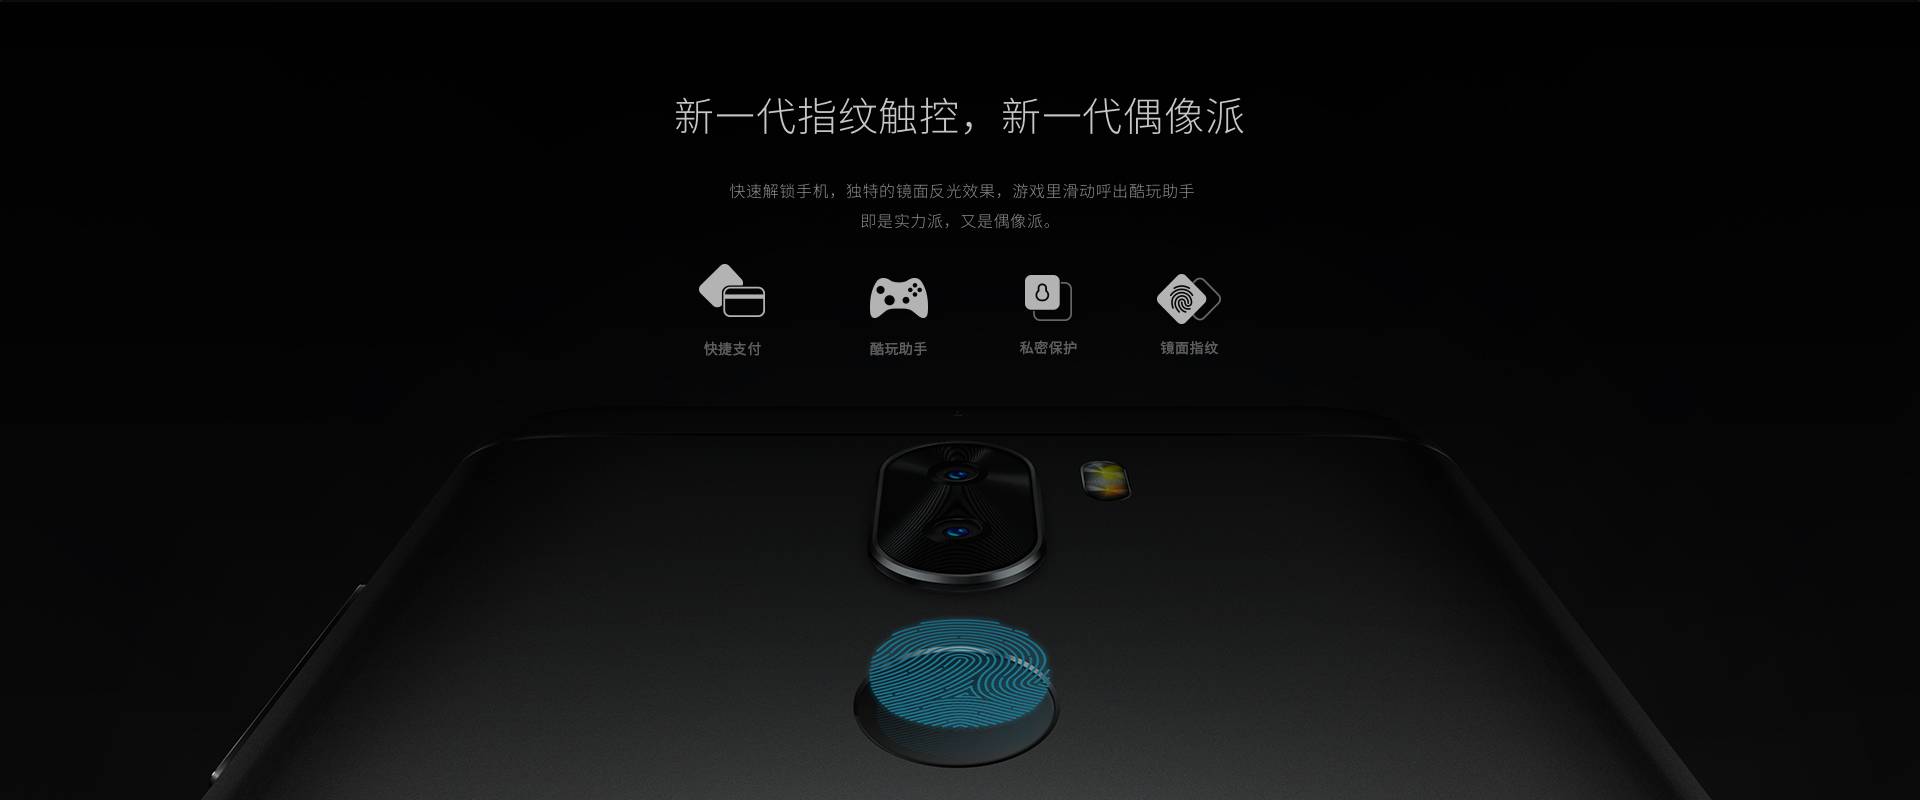 新一代指纹触控，新一代偶像派
快速解锁手机，独特的镜面反光效果，游戏里滑动呼出酷玩助手
即是实力派，又是偶像派。
快捷支付
酷玩助手
私密保护
镜面指纹